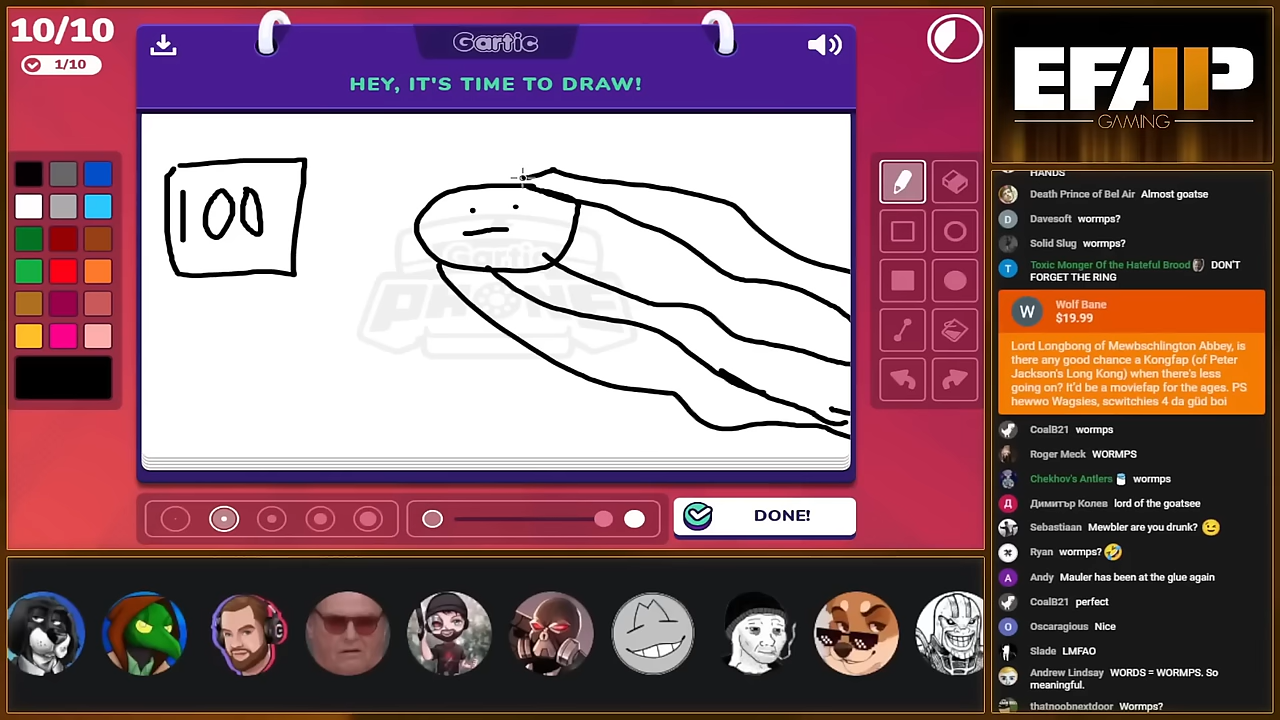 10/10
1/10
Gartic
HEY, IT'S TIME TO DRAW!
100
Gartic
PHONE
DONE!
EFAP
GAMING
HANDS
Death Prince of Bel Air Almost goatse
D Davesoft wormps?
Solid Slug wormps?
T Toxic Monger Of the Hateful Brood DON'T
FORGET THE RING
W Wolf Bane
$19.99
Lord Longbong of Mewbschlington Abbey, is
there any good chance a Kongfap (of Peter
Jackson's Long Kong) when there's less
going on? It'd be a moviefap for the ages. PS
hewwo Wagsies, scwitchies 4 da güd boi
CoalB21 wormps
Roger Meck WORMPS
Chekhov's Antlers wormps
Д Димитър Колев lord of the goatsee
Sebastiaan Mewbler are you drunk? 😉
Ryan wormps? 🤣
A Andy Mauler has been at the glue again
CoalB21 perfect
O Oscaragious Nice
Slade LMFAO
Andrew Lindsay WORDS = WORMPS. So
meaningful.
thatnoobnextdoor Wormps?